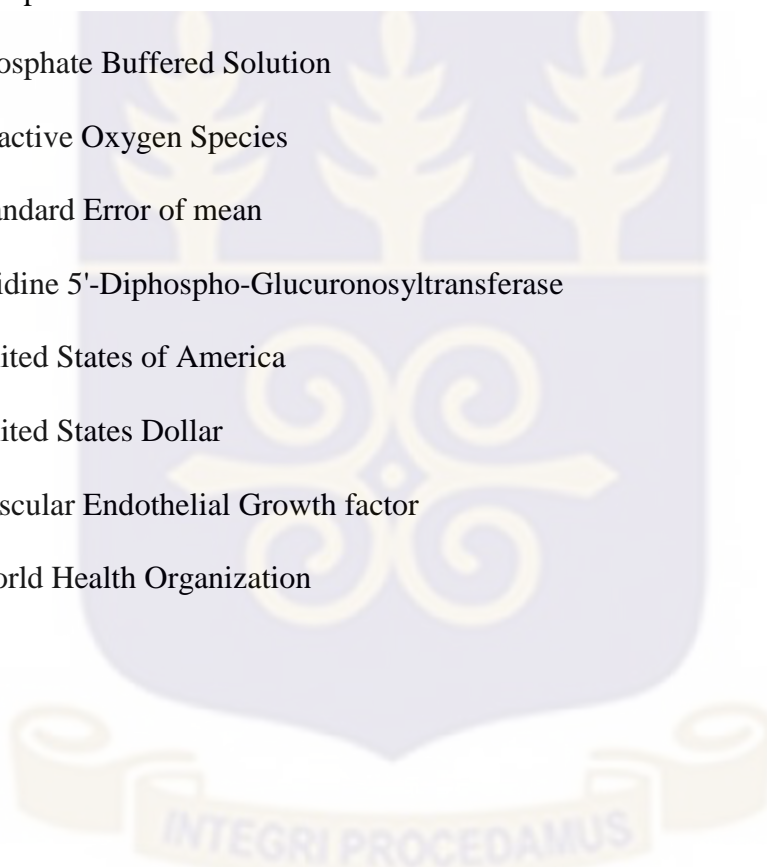 osphate Buffered Solution
active Oxygen Species
andard Error of mean
idine 5'-Diphospho-Glucuronosyltransferase
ited States of America
ited States Dollar
scular Endothelial Growth factor
orld Health Organization
INTEGRI PROCEDAMUS